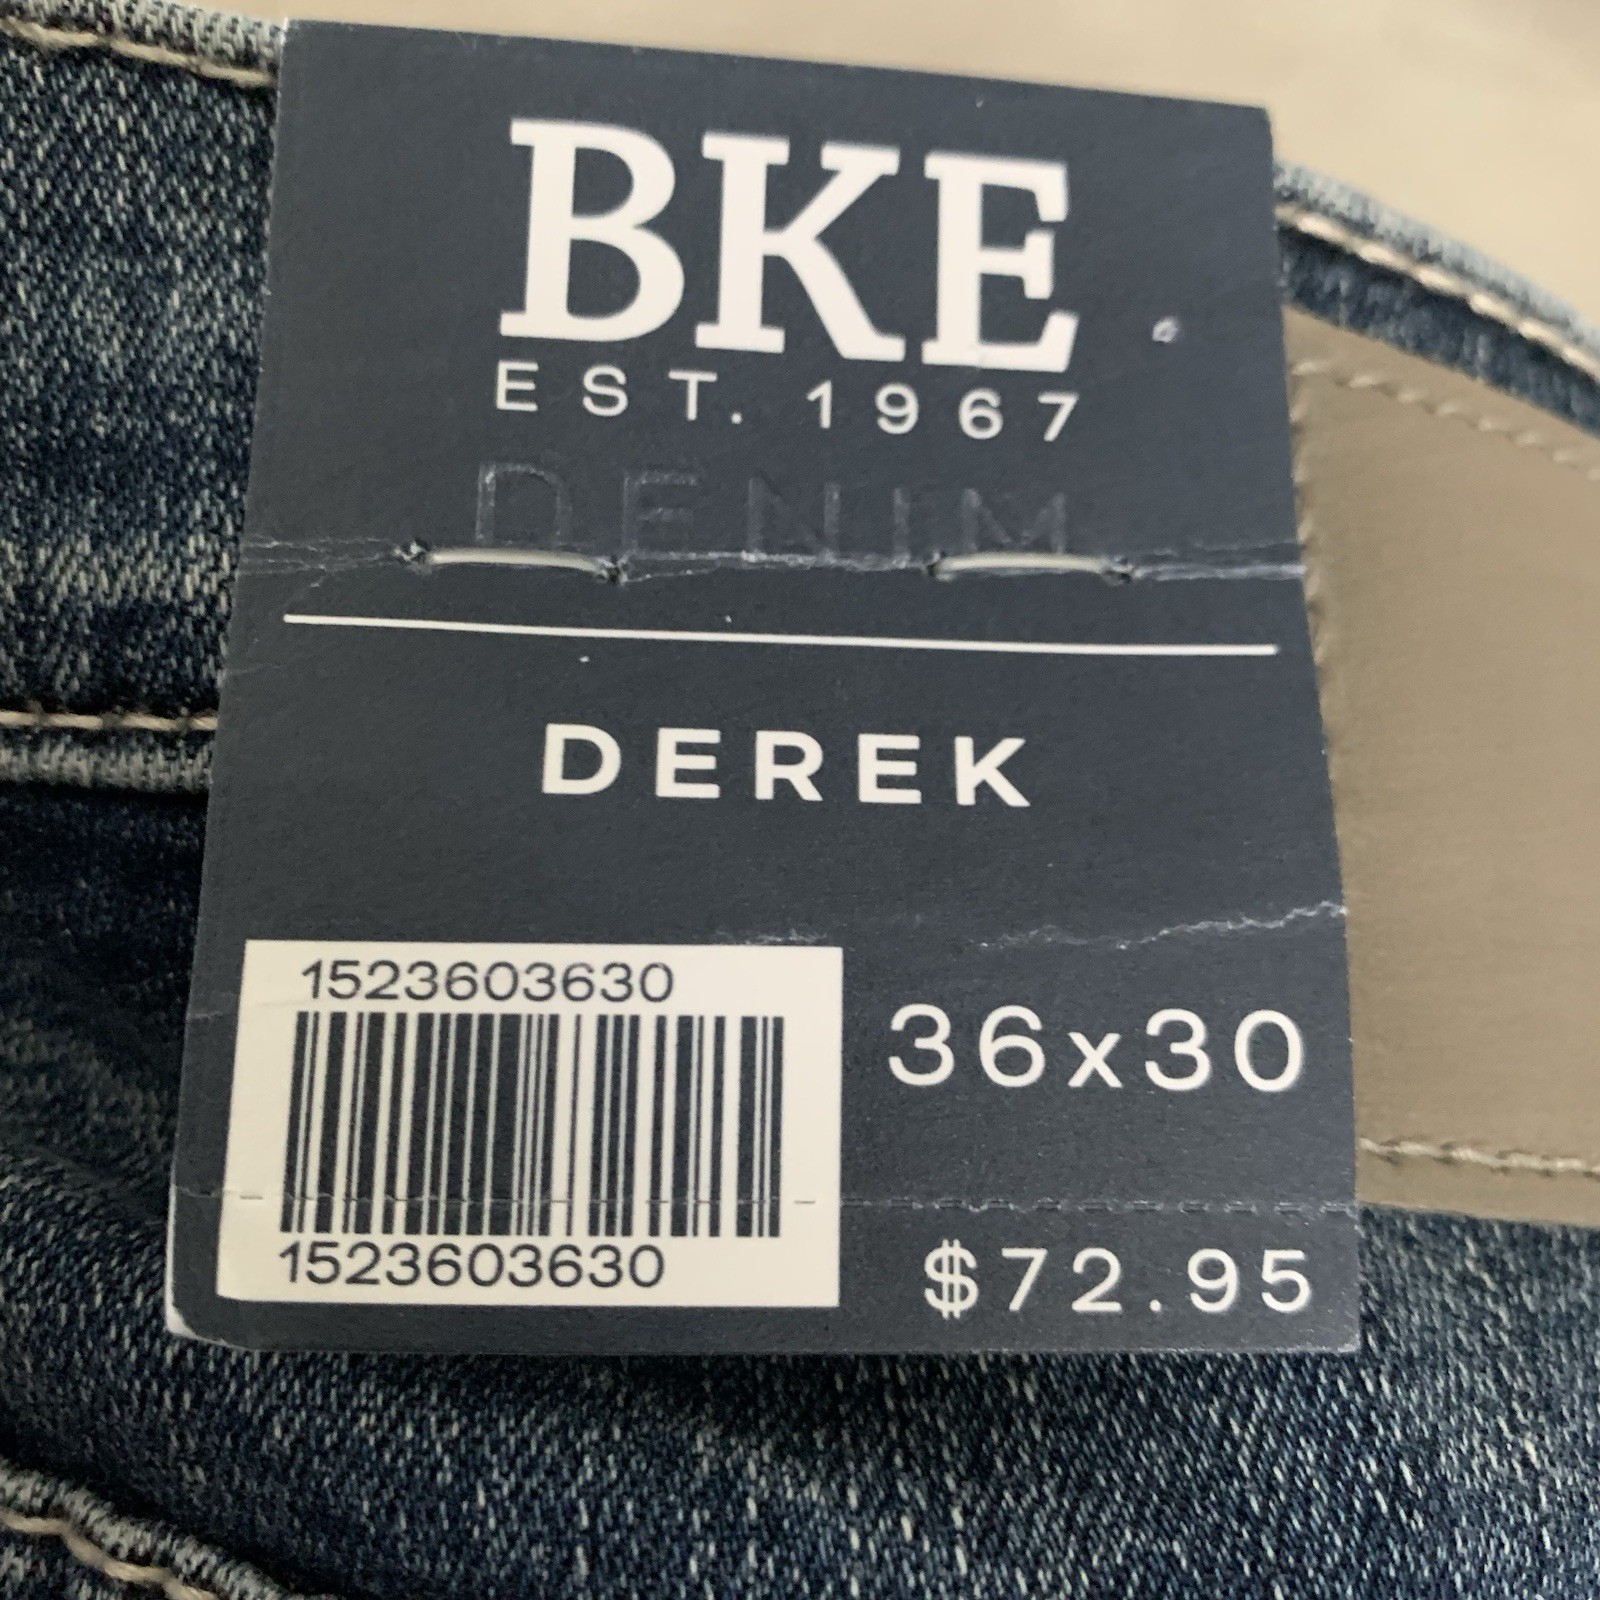 BKE
EST. 1967
DENIM
DEREK
1523603630
36x30
1523603630
$72.95